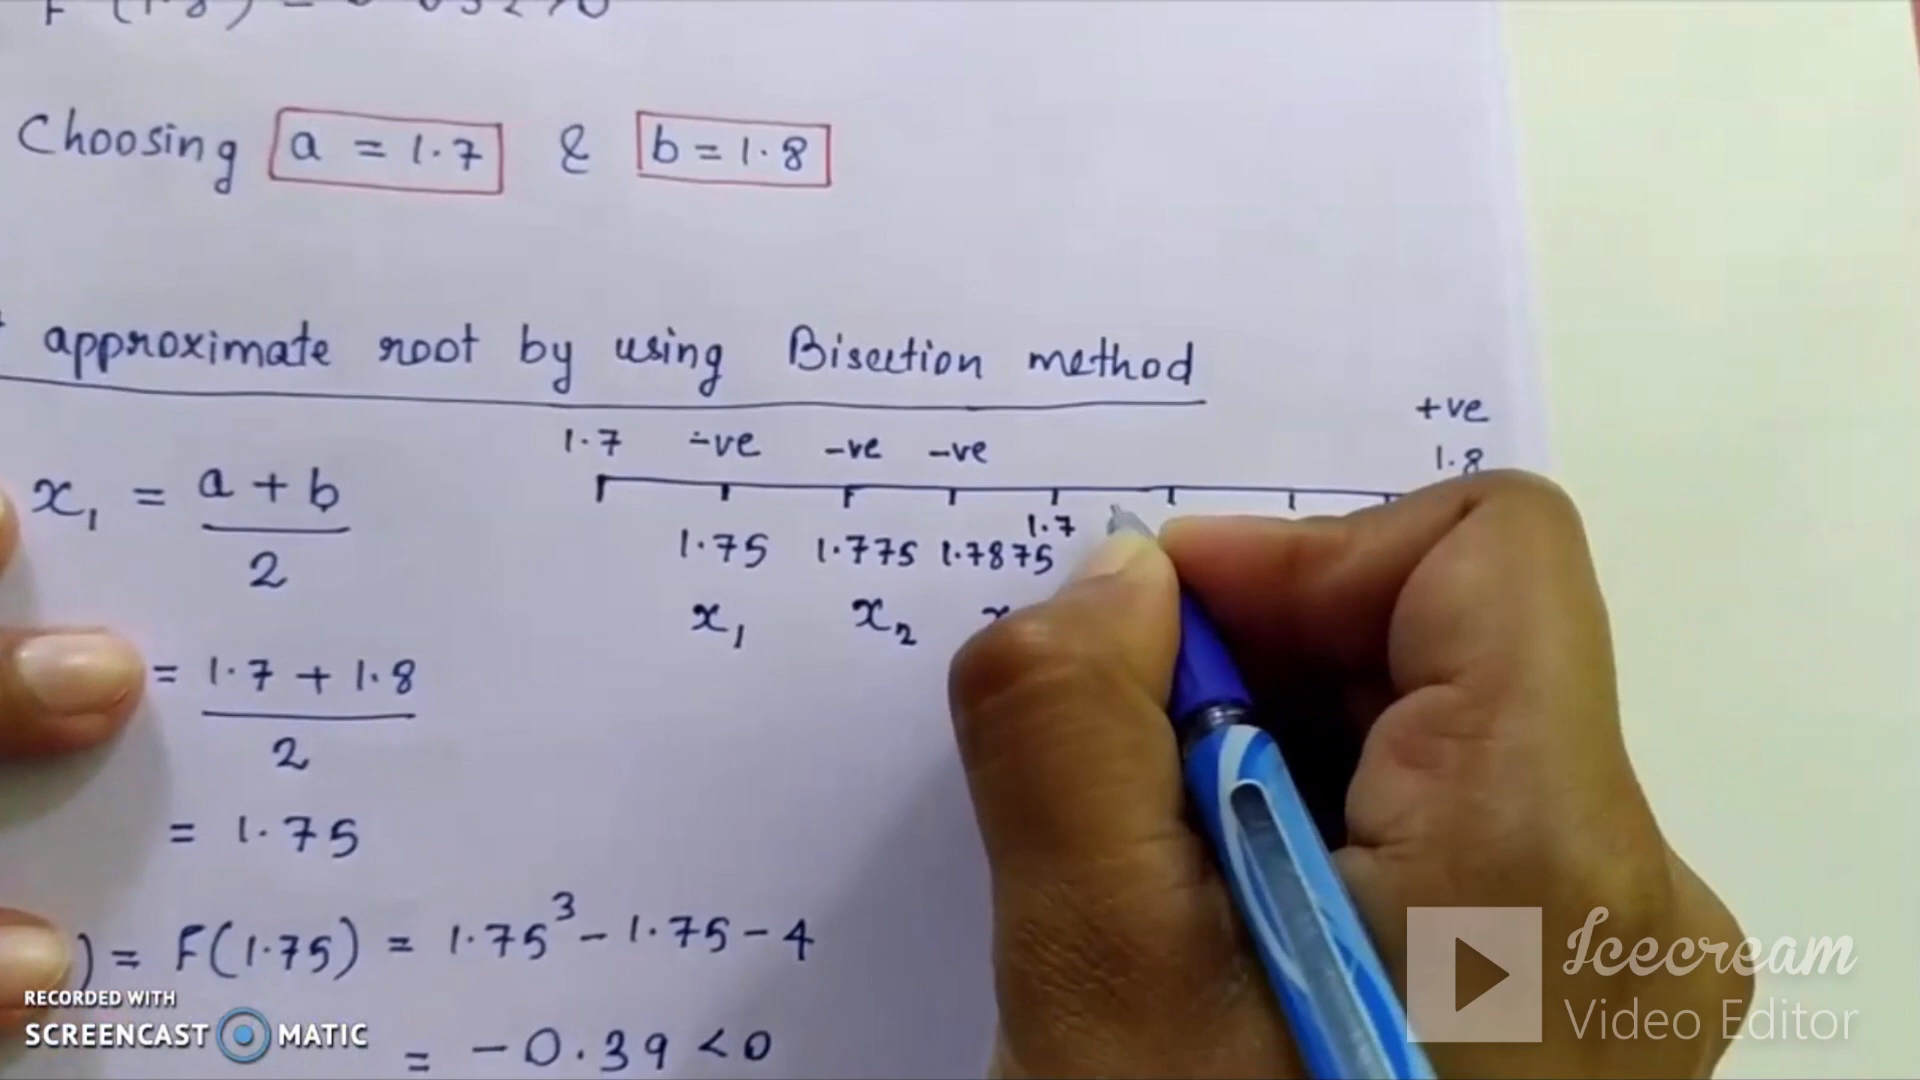 Choosing a = 1.7 & b = 1.8
approximate root by using Bisection method
+ve
1.7 -ve -ve -ve 1.8
1.7
1.75 1.775 1.7875
x₁ x₂
x₁ = a + b
2
= 1.7 + 1.8
2
= 1.75
) = F(1.75) = 1.75³ - 1.75 - 4
= -0.39 < 0
RECORDED WITH
SCREENCAST MATIC
Icecream
Video Editor